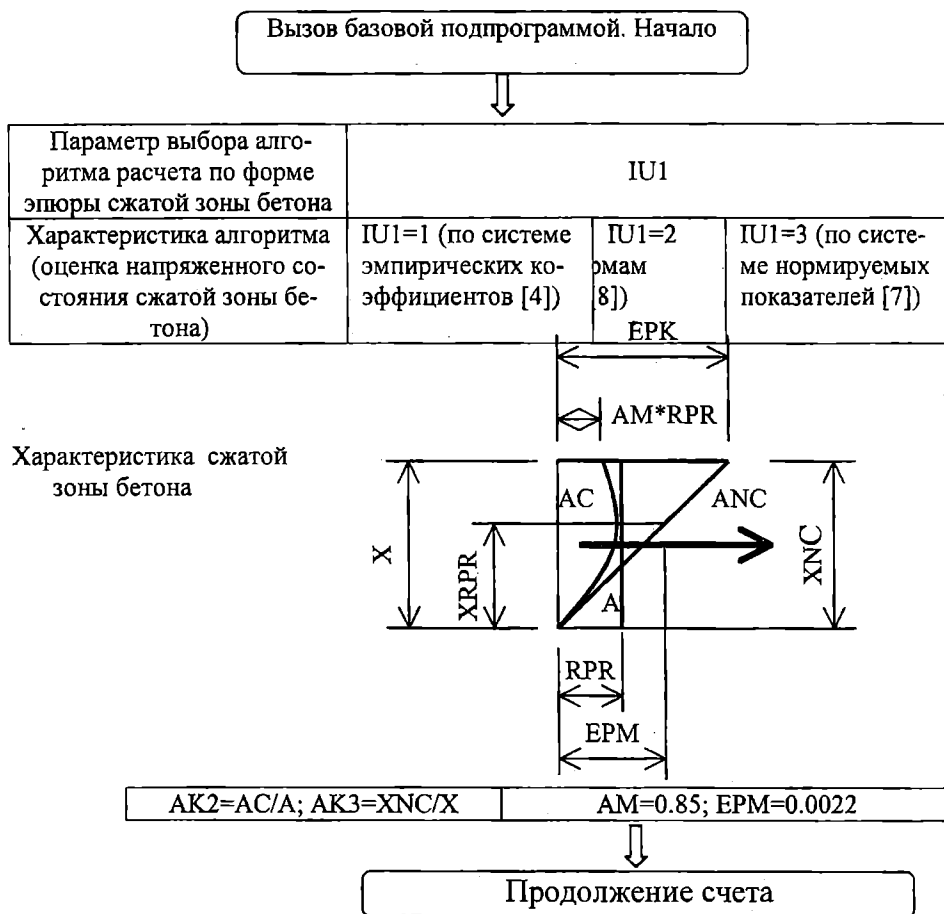 Вызов базовой подпрограммой. Начало
Параметр выбора алго-
ритма расчета по форме
эпюры сжатой зоны бетона
IU1
Характеристика алгоритма
(оценка напряженного со-
стояния сжатой зоны бе-
тона)
IU1=1 (по системе
эмпирических ко-
эффициентов [4])
IU1=2
омам
8])
IU1=3 (по систе-
ме нормируемых
показателей [7])
EPK
AM*RPR
Характеристика сжатой
зоны бетона
AC
ANC
X
XRPR
XNC
A
RPR
EPM
AK2=AC/A; AK3=XNC/X
AM=0.85; EPM=0.0022
Продолжение счета